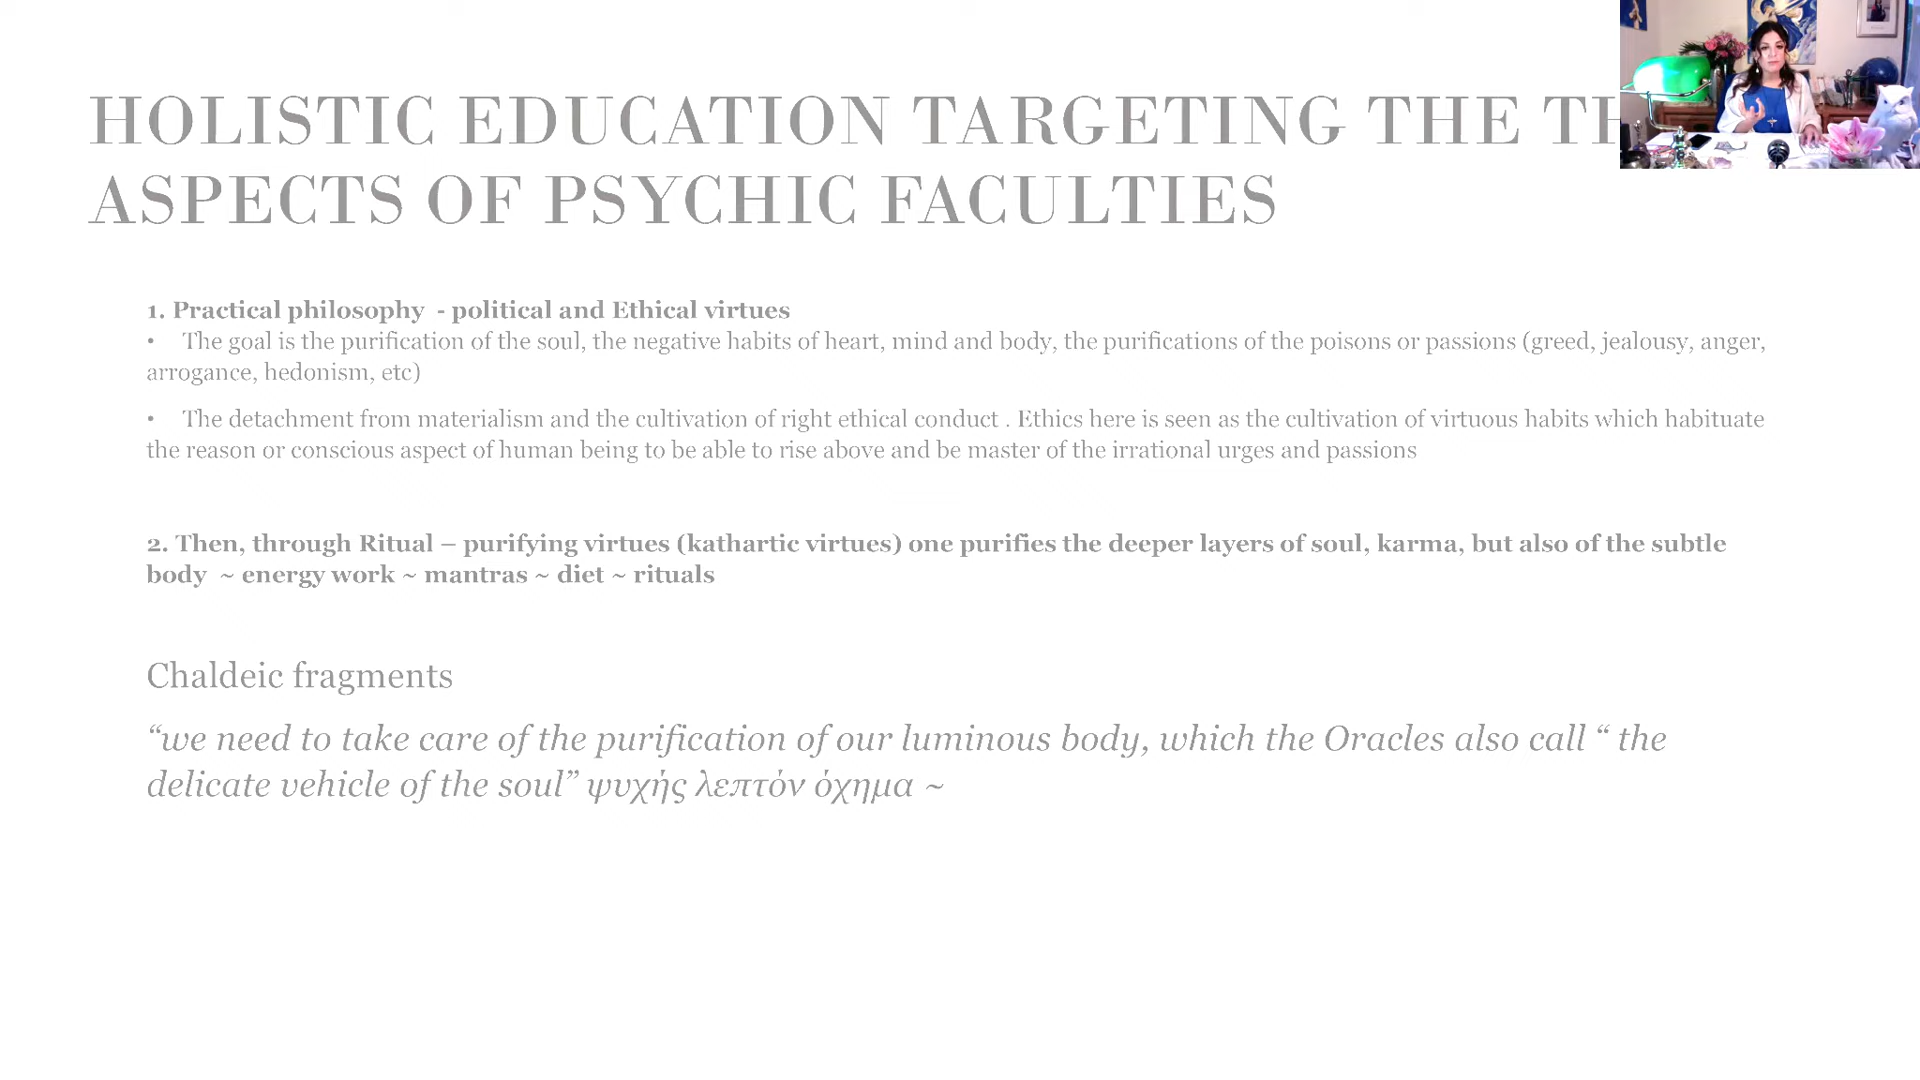 HOLISTIC EDUCATION TARGETING THE
ASPECTS OF PSYCHIC FACULTIES
1. Practical philosophy - political and Ethical virtues
• The goal is the purification of the soul, the negative habits of heart, mind and body, the purifications of the poisons or passions (greed, jealousy, anger,
arrogance, hedonism, etc)
• The detachment from materialism and the cultivation of right ethical conduct . Ethics here is seen as the cultivation of virtuous habits which habituate
the reason or conscious aspect of human being to be able to rise above and be master of the irrational urges and passions
2. Then, through Ritual – purifying virtues (kathartic virtues) one purifies the deeper layers of soul, karma, but also of the subtle
body ~ energy work ~ mantras ~ diet ~ rituals
Chaldeic fragments
“we need to take care of the purification of our luminous body, which the Oracles also call “ the
delicate vehicle of the soul” ψυχής λεπτόν όχημα ~